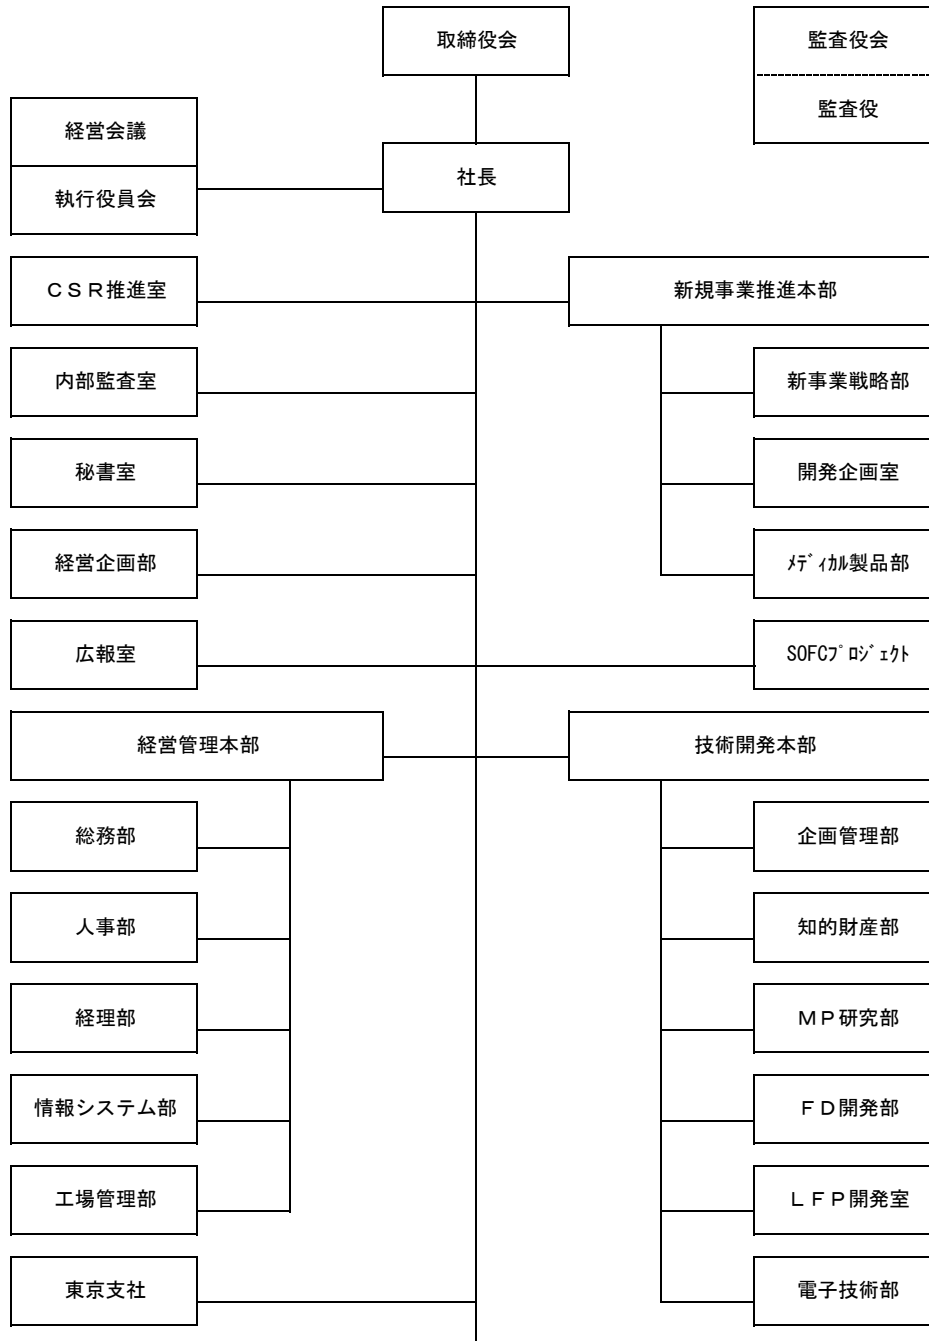 取締役会
監査役会
監査役
経営会議
執行役員会
社長
ＣＳＲ推進室
新規事業推進本部
内部監査室
新事業戦略部
秘書室
開発企画室
経営企画部
ﾒﾃﾞｨｶﾙ製品部
広報室
SOFCﾌﾟﾛｼﾞｪｸﾄ
経営管理本部
技術開発本部
総務部
企画管理部
人事部
知的財産部
経理部
ＭＰ研究部
情報システム部
ＦＤ開発部
工場管理部
ＬＦＰ開発室
東京支社
電子技術部